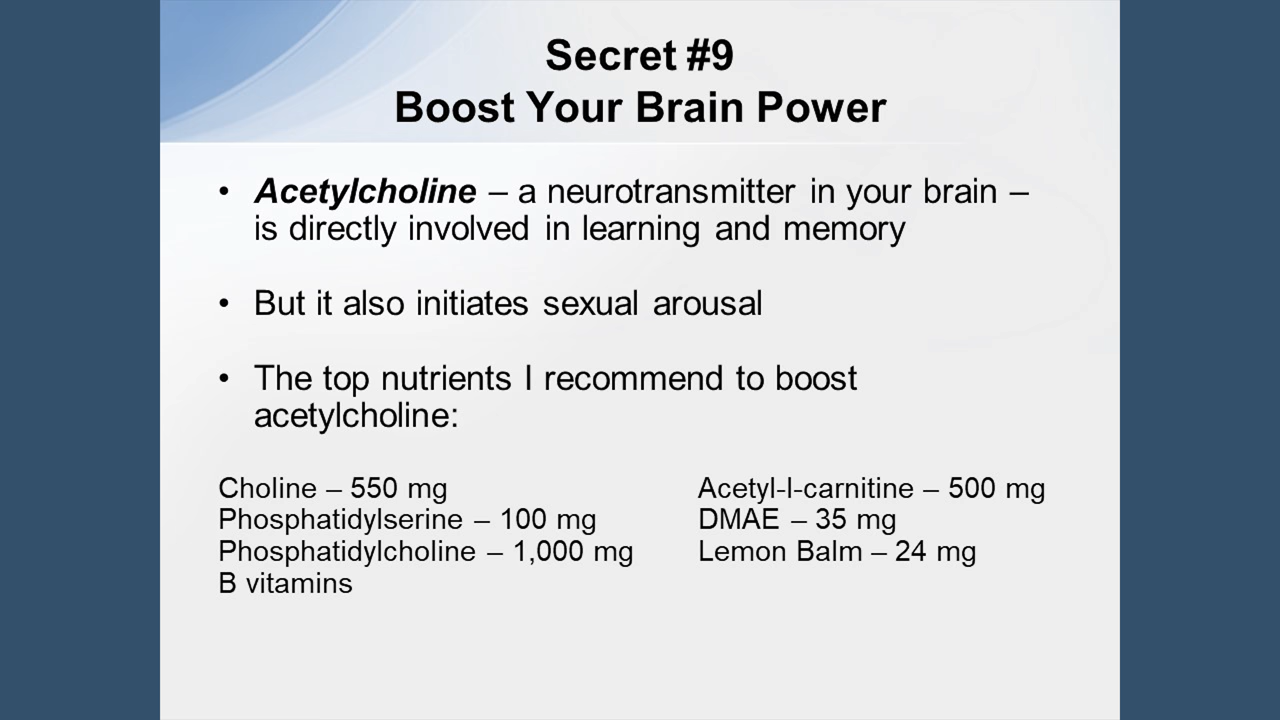 Secret #9
Boost Your Brain Power
• Acetylcholine – a neurotransmitter in your brain –
is directly involved in learning and memory
• But it also initiates sexual arousal
• The top nutrients I recommend to boost
acetylcholine:
Choline – 550 mg
Phosphatidylserine – 100 mg
Phosphatidylcholine – 1,000 mg
B vitamins
Acetyl-l-carnitine – 500 mg
DMAE – 35 mg
Lemon Balm – 24 mg